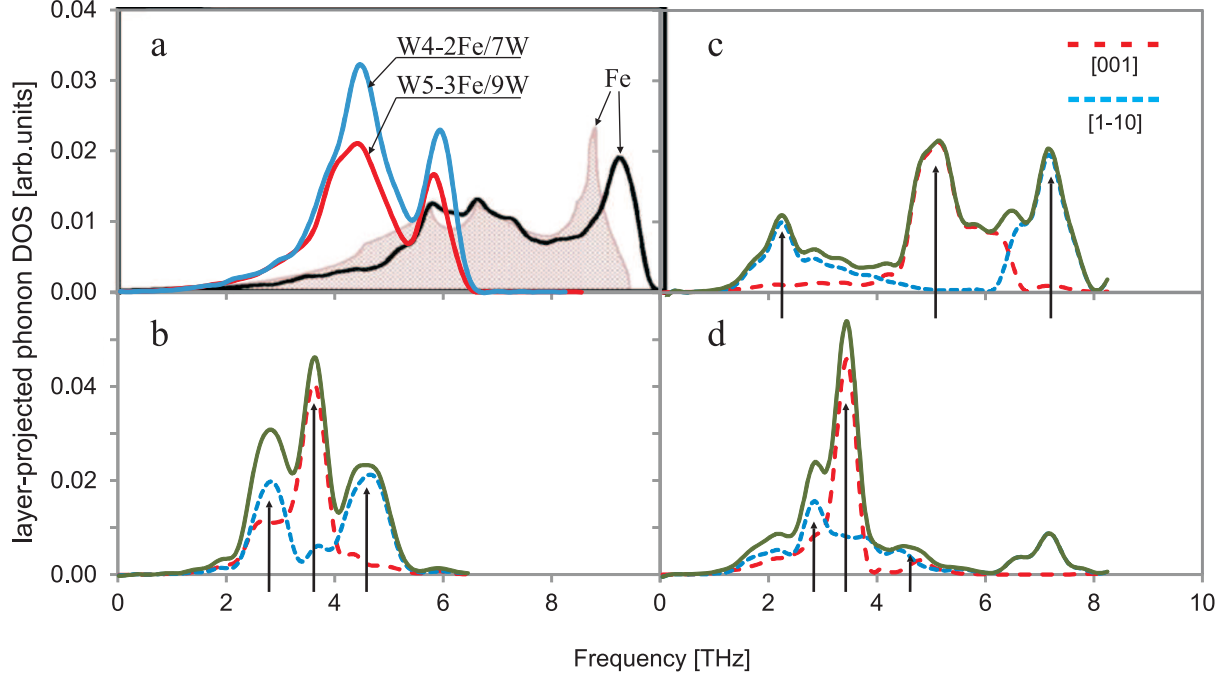 0.04
a
W4-2Fe/7W
W5-3Fe/9W
Fe
c
[001]
[1-10]
0.03
0.02
0.01
0.00
b
d
0.04
0.02
0.00
0 2 4 6 8 0 2 4 6 8 10
layer-projected phonon DOS [arb.units]
Frequency [THz]